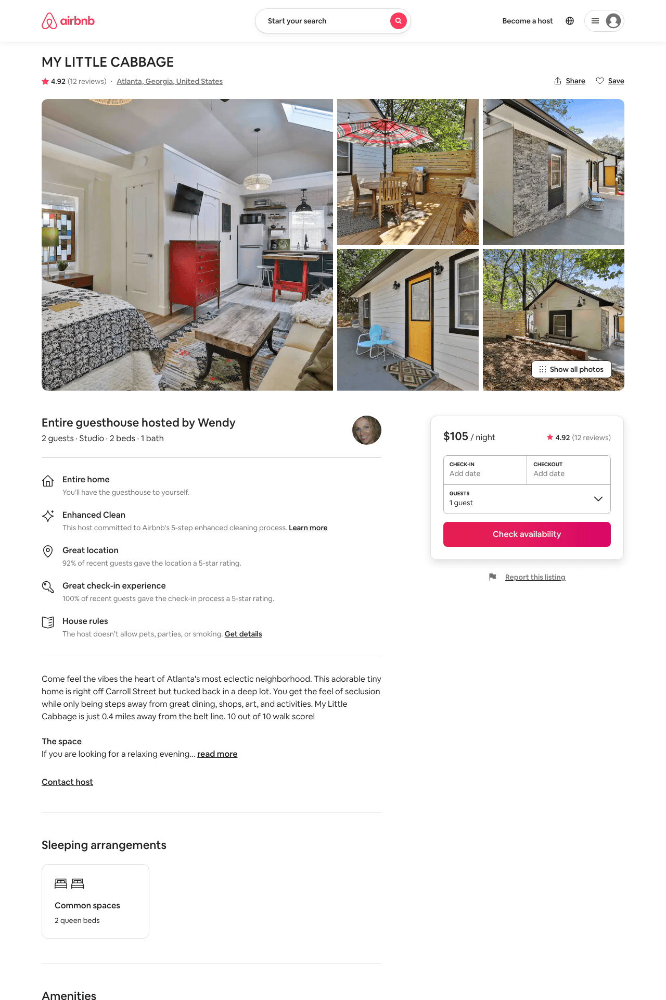 airbnb
Start your search
Become a host
MY LITTLE CABBAGE
4.92 (12 reviews) · Atlanta, Georgia, United States
Share
Save
Show all photos
Entire guesthouse hosted by Wendy
2 guests · Studio · 2 beds · 1 bath
$105 / night
4.92 (12 reviews)
CHECK-IN
Add date
CHECKOUT
Add date
GUESTS
1 guest
Check availability
Report this listing
Entire home
You’ll have the guesthouse to yourself.
Enhanced Clean
This host committed to Airbnb's 5-step enhanced cleaning process. Learn more
Great location
92% of recent guests gave the location a 5-star rating.
Great check-in experience
100% of recent guests gave the check-in process a 5-star rating.
House rules
The host doesn’t allow pets, parties, or smoking. Get details
Come feel the vibes the heart of Atlanta's most eclectic neighborhood. This adorable tiny
home is right off Carroll Street but tucked back in a deep lot. You get the feel of seclusion
while only being steps away from great dining, shops, art, and activities. My Little
Cabbage is just 0.4 miles away from the belt line. 10 out of 10 walk score!
The space
If you are looking for a relaxing evening... read more
Contact host
Sleeping arrangements
Common spaces
2 queen beds
Amenities